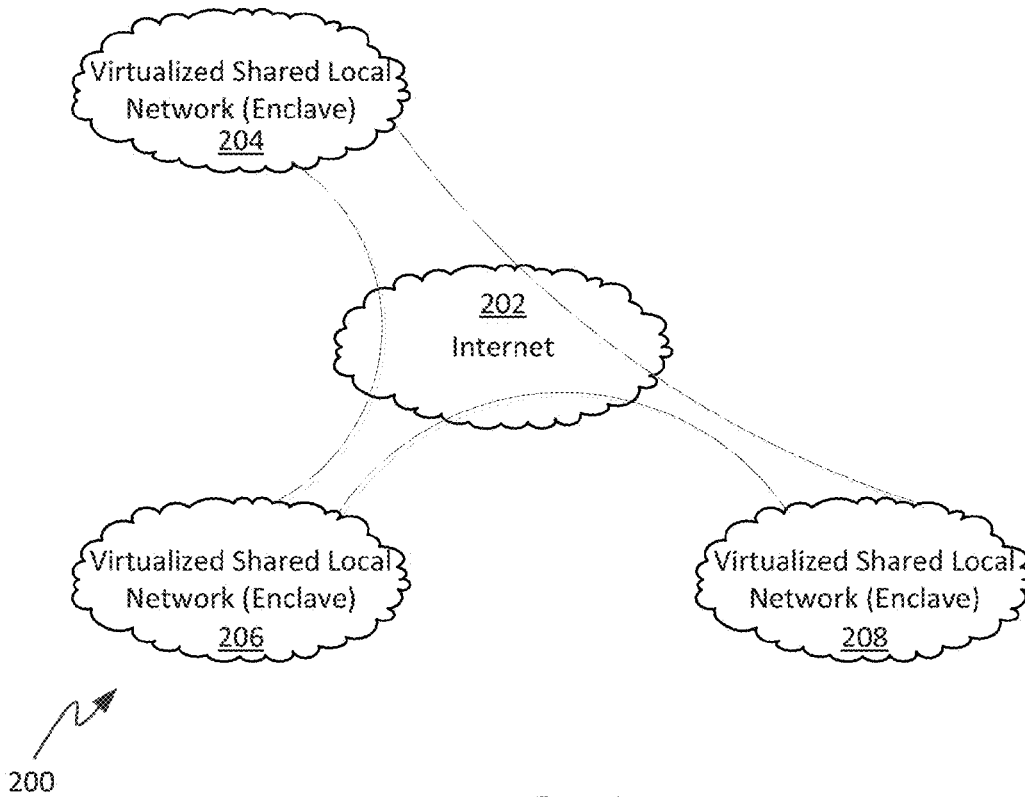 Virtualized Shared Local
Network (Enclave)
204
202
Internet
Virtualized Shared Local
Network (Enclave)
206
Virtualized Shared Local
Network (Enclave)
208
200